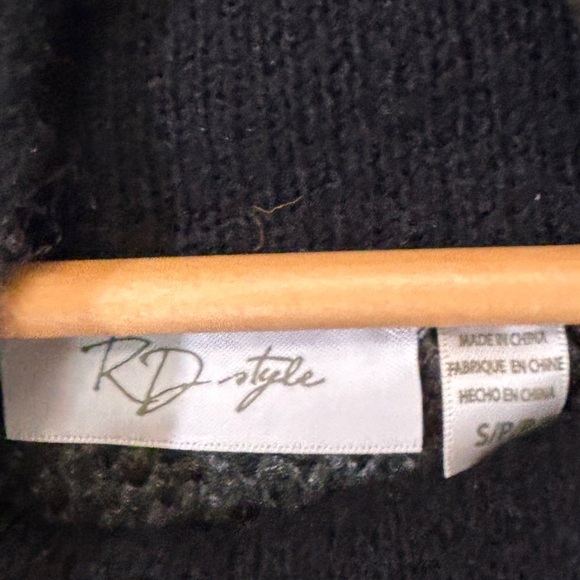 RD style
MADE IN CHINA
FABRIQUE EN CHINE
HECHO EN CHINA
S/P/P